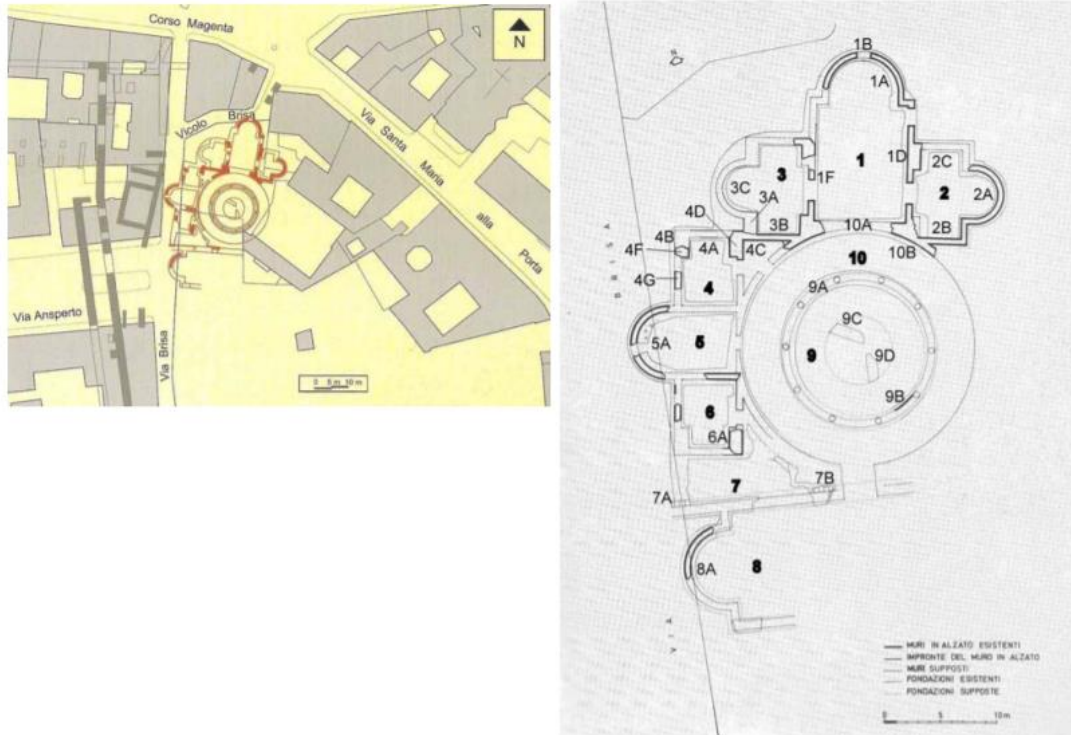 Corso Magenta
N
Vicolo Brisa
Via Santa Maria alla Porta
Via Ansperto
Via Brisa
0 5 m 10 m
1B
1A
1
1D
1F
2C
2A
2
2B
3
3C
3A
3B
4D
4B
4A
4C
4F
4G
4
10A
10B
10
9A
9C
9
9D
9B
5A
5
6
6A
7
7A
7B
8A
8
VIA
MURI IN ALZATO ESISTENTI
IMPRONTE DEL MURO IN ALZATO
MURI SUPPOSTI
FONDAZIONI ESISTENTI
FONDAZIONI SUPPOSTE
0 5 10 m